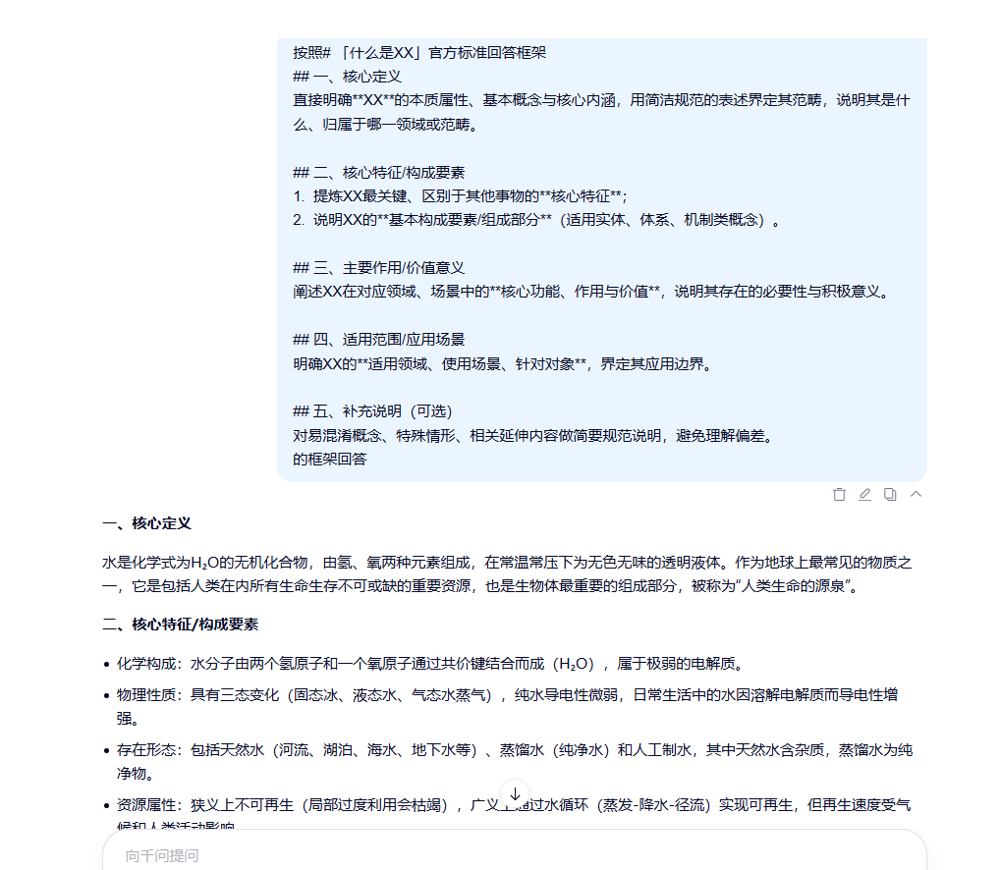 按照# 「什么是XX」官方标准回答框架
## 一、核心定义
直接明确**XX**的本质属性、基本概念与核心内涵，用简洁规范的表述界定其范畴，说明其是什
么、归属于哪一领域或范畴。
## 二、核心特征/构成要素
1. 提炼XX最关键、区别于其他事物的**核心特征**；
2. 说明XX的**基本构成要素/组成部分**（适用实体、体系、机制类概念）。
## 三、主要作用/价值意义
阐述XX在对应领域、场景中的**核心功能、作用与价值**，说明其存在的必要性与积极意义。
## 四、适用范围/应用场景
明确XX的**适用领域、使用场景、针对对象**，界定其应用边界。
## 五、补充说明（可选）
对易混淆概念、特殊情形、相关延伸内容做简要规范说明，避免理解偏差。
的框架回答
一、核心定义
水是化学式为H₂O的无机化合物，由氢、氧两种元素组成，在常温常压下为无色无味的透明液体。作为地球上最常见的物质之
一，它是包括人类在内所有生命生存不可或缺的重要资源，也是生物体最重要的组成部分，被称为“人类生命的源泉”。
二、核心特征/构成要素
• 化学构成：水分子由两个氢原子和一个氧原子通过共价键结合而成（H₂O），属于极弱的电解质。
• 物理性质：具有三态变化（固态冰、液态水、气态水蒸气），纯水导电性微弱，日常生活中的水因溶解电解质而导电性增
强。
• 存在形态：包括天然水（河流、湖泊、海水、地下水等）、蒸馏水（纯净水）和人工制水，其中天然水含杂质，蒸馏水为纯
净物。
• 资源属性：狭义上不可再生（局部过度利用会枯竭），广义上通过水循环（蒸发-降水-径流）实现可再生，但再生速度受气
候和人类活动影响
向千问提问